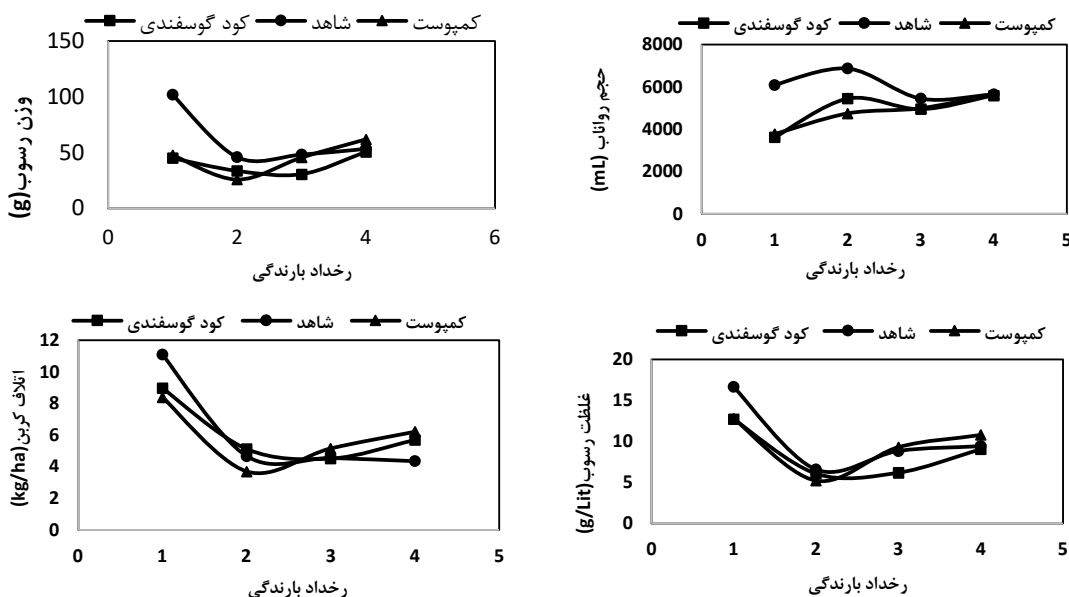 کود گوسفندی شاهد کمپوست
150
100
50
0
0 2 4 6
وزن رسوب(g)
رخداد بارندگی
کود گوسفندی شاهد کمپوست
8000
6000
4000
2000
0
0 1 2 3 4 5
حجم رواناب (mL)
رخداد بارندگی
کود گوسفندی شاهد کمپوست
12
10
8
6
4
2
0
0 1 2 3 4 5
اتلاف کربن(kg/ha)
رخداد بارندگی
کود گوسفندی شاهد کمپوست
20
15
10
5
0
0 1 2 3 4 5
غلظت رسوب(g/Lit)
رخداد بارندگی